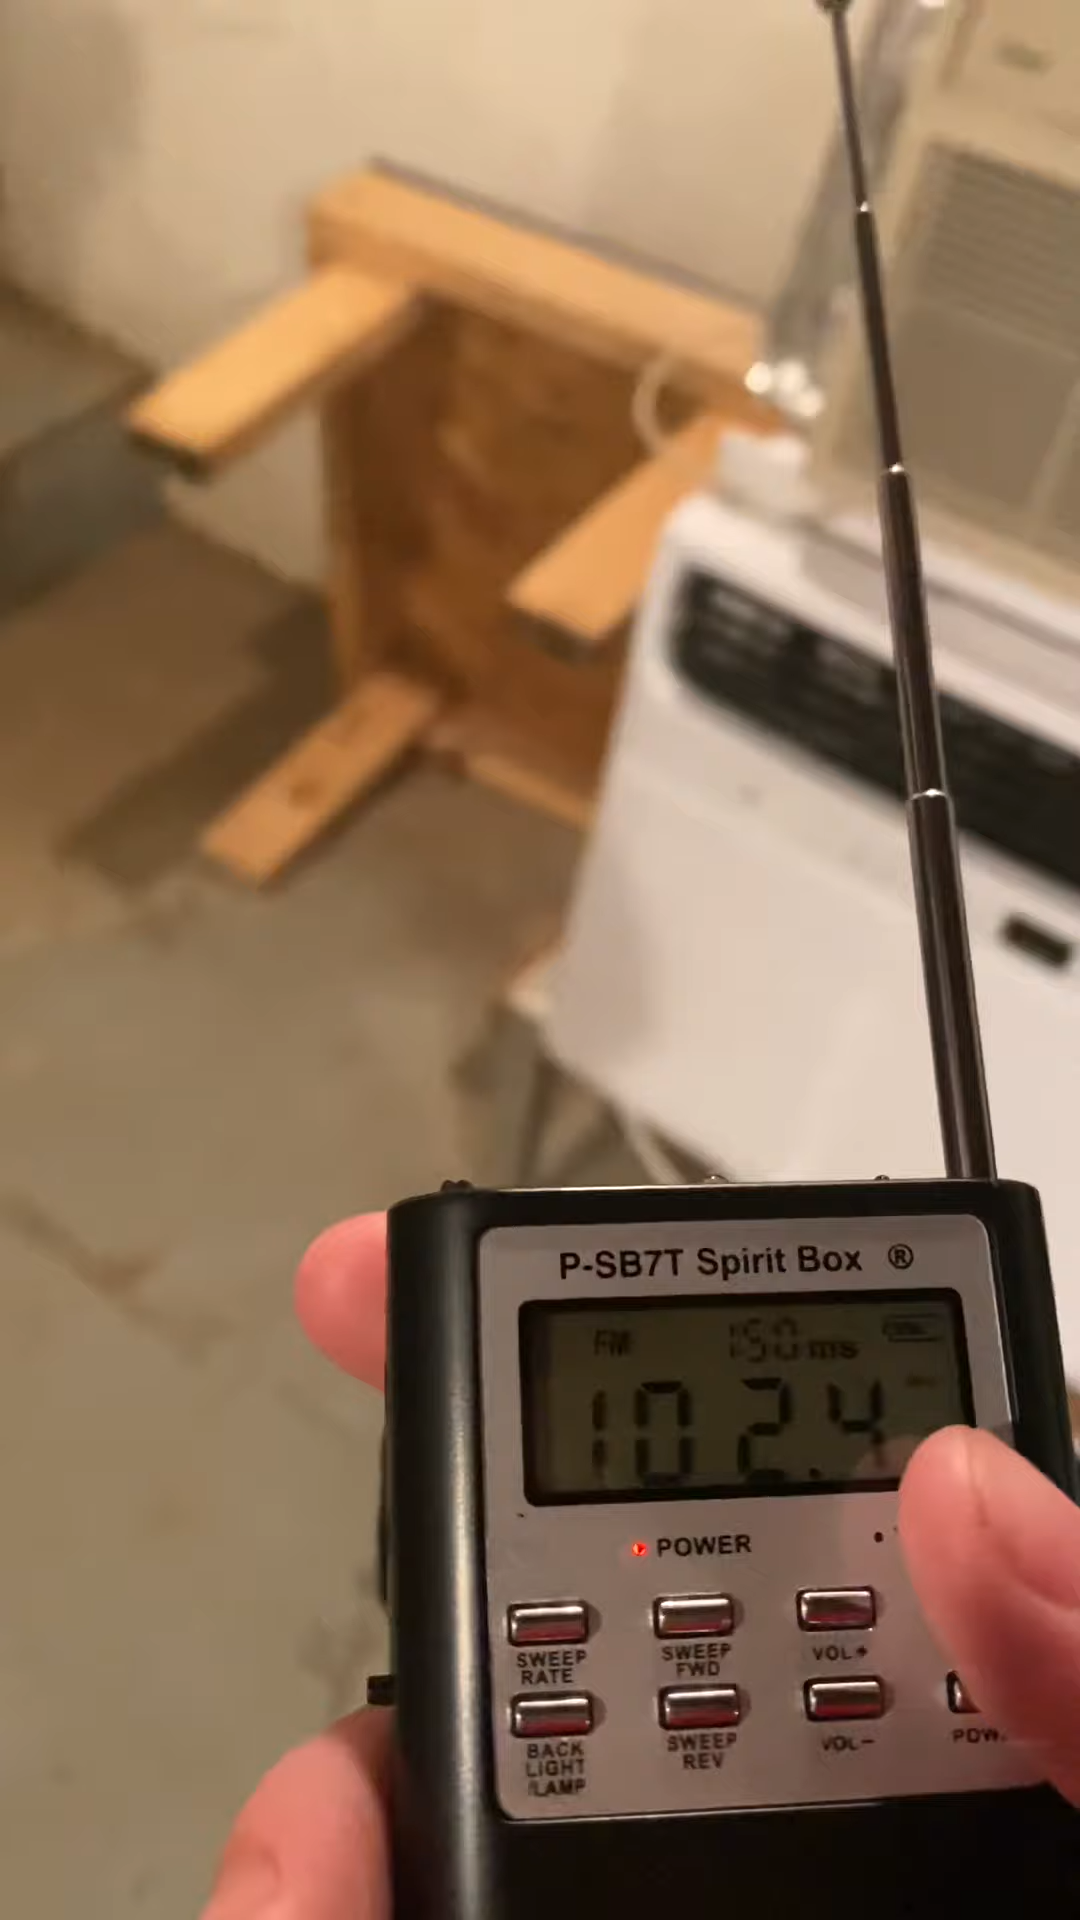 P-SB7T Spirit Box ®
FM 150 ms
102.4
POWER
SWEEP RATE
SWEEP FWD
VOL+
BACK LIGHT /LAMP
SWEEP REV
VOL-